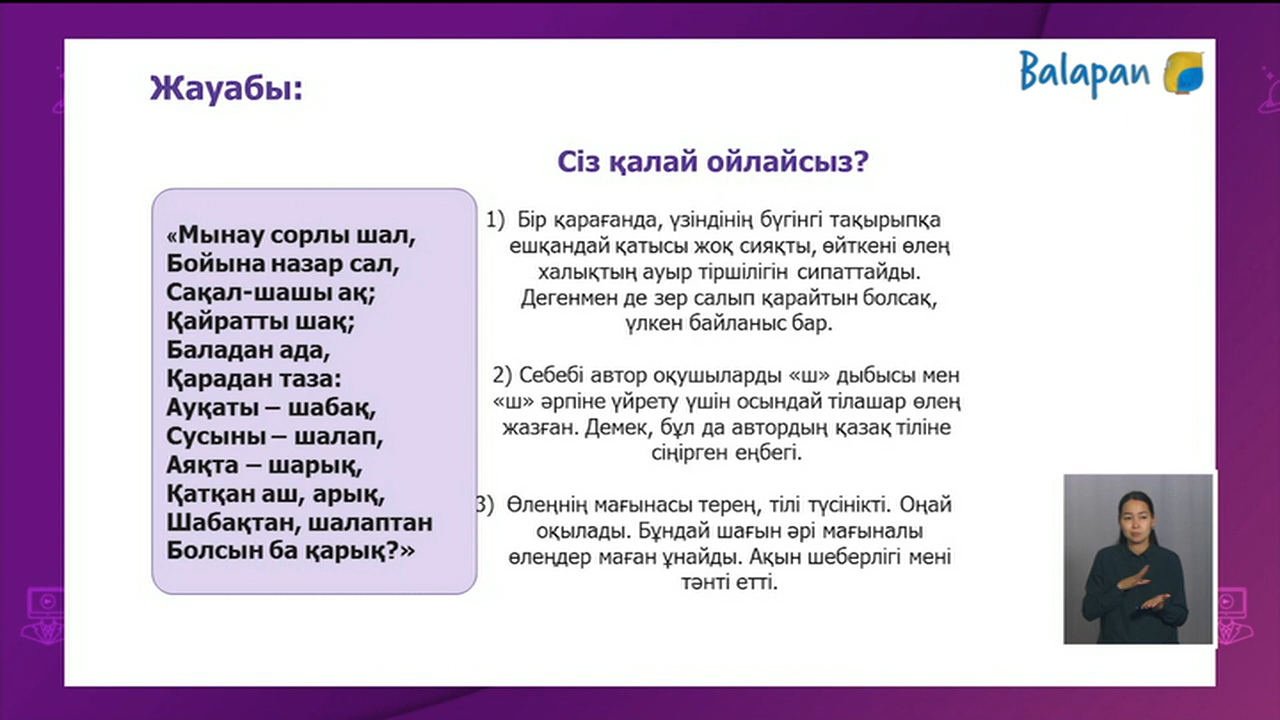 Жауабы:
Balapan
Сіз қалай ойлайсыз?
«Мынау сорлы шал,
Бойына назар сал,
Сақал-шашы ақ;
Қайратты шақ;
Баладан ада,
Қарадан таза:
Ауқаты – шабақ,
Сусыны – шалап,
Аяқта – шарық,
Қатқан аш, арық,
Шабақтан, шалаптан
Болсын ба қарық?»
1) Бір қарағанда, үзіндінің бүгінгі тақырыпқа
ешқандай қатысы жоқ сияқты, өйткені өлең
халықтың ауыр тіршілігін сипаттайды.
Дегенмен де зер салып қарайтын болсақ,
үлкен байланыс бар.
2) Себебі автор оқушыларды «ш» дыбысы мен
«ш» әрпіне үйрету үшін осындай тілашар өлең
жазған. Демек, бұл да автордың қазақ тіліне
сіңірген еңбегі.
3) Өлеңнің мағынасы терең, тілі түсінікті. Оңай
оқылады. Бұндай шағын әрі мағыналы
өлеңдер маған ұнайды. Ақын шеберлігі мені
тәнті етті.